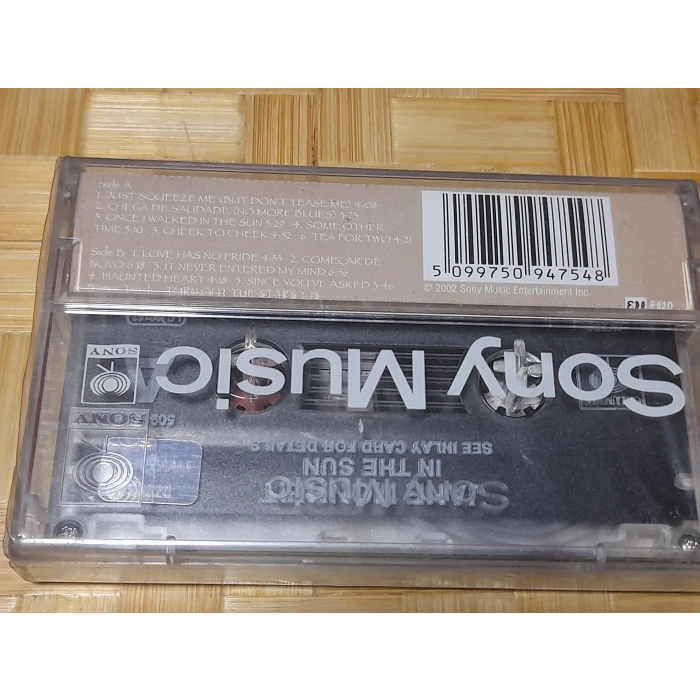 Side A
1. JUST SQUEEZE ME (BUT DON'T TEASE ME) 4:08
2. CHEGA DE SAUDADE (NO MORE BLUES) 5:23
3. ONCE I WALKED IN THE SUN 5:29 4. SOME OTHER
TIME 5:10 5. CHEEK TO CHEEK 4:52 6. TEA FOR TWO 4:21
Side B 1. LOVE HAS NO PRIDE 4:33 2. COMEÇAR DE
NOVO 6:18 3. IT NEVER ENTERED MY MIND 6:56
4. HAUNTED HEART 4:18 5. SINCE YOU'VE ASKED 3:46
5 099750 947548
© 2002 Sony Music Entertainment Inc.
Sony Music
SONY
SONY
SEE INLAY CARD FOR DETAILS
IN THE SUN
Sony Music